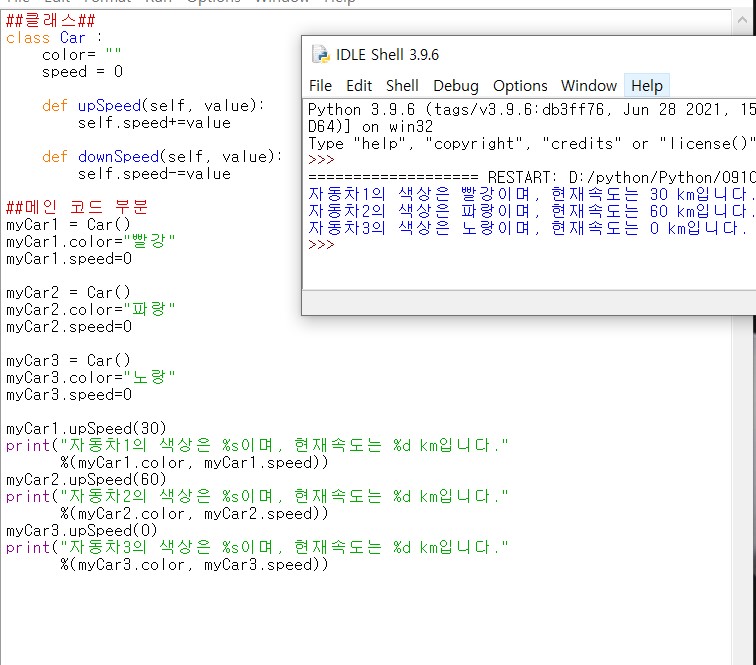 File Edit Format Run Options Window Help
##클래스##
class Car :
    color= ""
    speed = 0

    def upSpeed(self, value):
        self.speed+=value

    def downSpeed(self, value):
        self.speed-=value

##메인 코드 부분
myCar1 = Car()
myCar1.color="빨강"
myCar1.speed=0

myCar2 = Car()
myCar2.color="파랑"
myCar2.speed=0

myCar3 = Car()
myCar3.color="노랑"
myCar3.speed=0

myCar1.upSpeed(30)
print("자동차1의 색상은 %s이며, 현재속도는 %d km입니다."
      %(myCar1.color, myCar1.speed))
myCar2.upSpeed(60)
print("자동차2의 색상은 %s이며, 현재속도는 %d km입니다."
      %(myCar2.color, myCar2.speed))
myCar3.upSpeed(0)
print("자동차3의 색상은 %s이며, 현재속도는 %d km입니다."
      %(myCar3.color, myCar3.speed))
IDLE Shell 3.9.6
File Edit Shell Debug Options Window Help
Python 3.9.6 (tags/v3.9.6:db3ff76, Jun 28 2021, 15
D64)] on win32
Type "help", "copyright", "credits" or "license()"
>>>
=================== RESTART: D:/python/Python/0910
자동차1의 색상은 빨강이며, 현재속도는 30 km입니다.
자동차2의 색상은 파랑이며, 현재속도는 60 km입니다.
자동차3의 색상은 노랑이며, 현재속도는 0 km입니다.
>>>